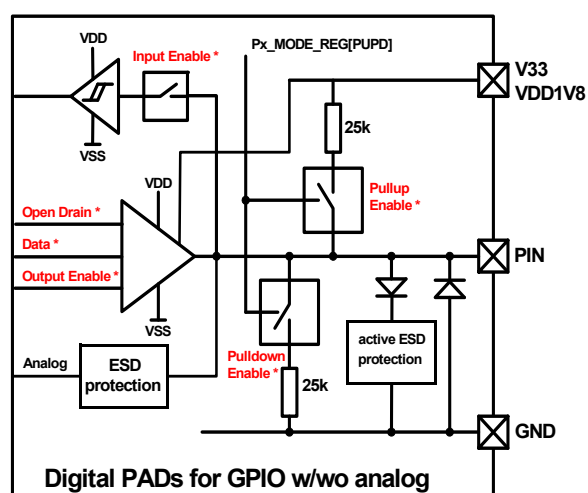 VDD
Input Enable *
Px_MODE_REG[PUPD]
V33
VDD1V8
25k
VSS
VDD
Pullup
Enable *
Open Drain *
Data *
Output Enable *
PIN
VSS
active ESD
protection
Analog
ESD
protection
Pulldown
Enable *
25k
GND
Digital PADs for GPIO w/wo analog